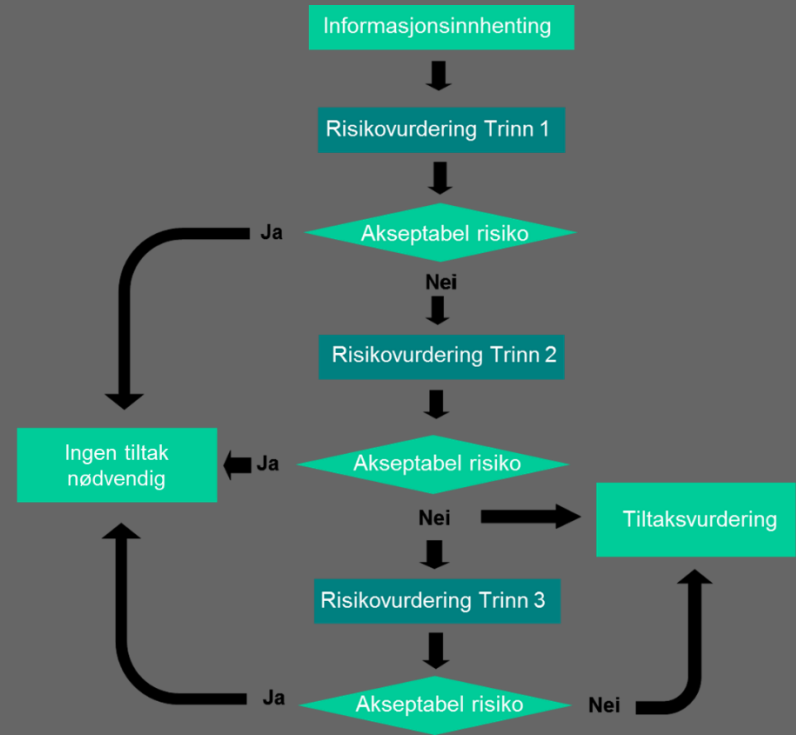 Informasjonsinnhenting
Risikovurdering Trinn 1
Ja
Akseptabel risiko
Nei
Risikovurdering Trinn 2
Ingen tiltak
nødvendig
Ja
Akseptabel risiko
Nei
Tiltaksvurdering
Risikovurdering Trinn 3
Ja
Akseptabel risiko
Nei